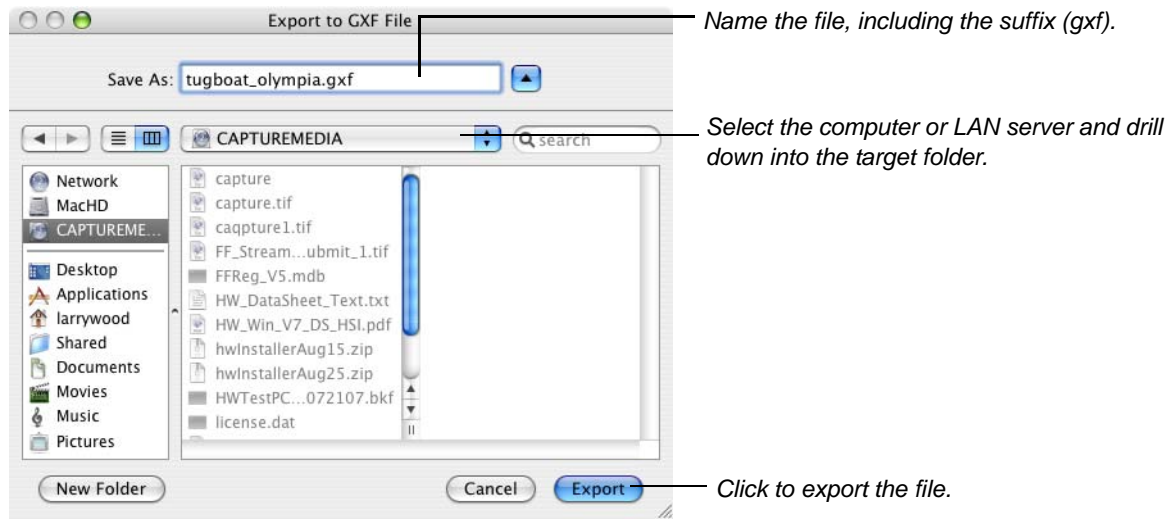 Export to GXF File
Name the file, including the suffix (gxf).
Save As: tugboat_olympia.gxf
CAPTUREMEDIA
search
Select the computer or LAN server and drill
down into the target folder.
Network
MacHD
CAPTUREME...
Desktop
Applications
larrywood
Shared
Documents
Movies
Music
Pictures
capture
capture.tif
caqpture1.tif
FF_Stream...ubmit_1.tif
FFReg_V5.mdb
HW_DataSheet_Text.txt
HW_Win_V7_DS_HSI.pdf
hwInstallerAug15.zip
hwInstallerAug25.zip
HWTestPC...072107.bkf
license.dat
New Folder
Cancel
Export
Click to export the file.